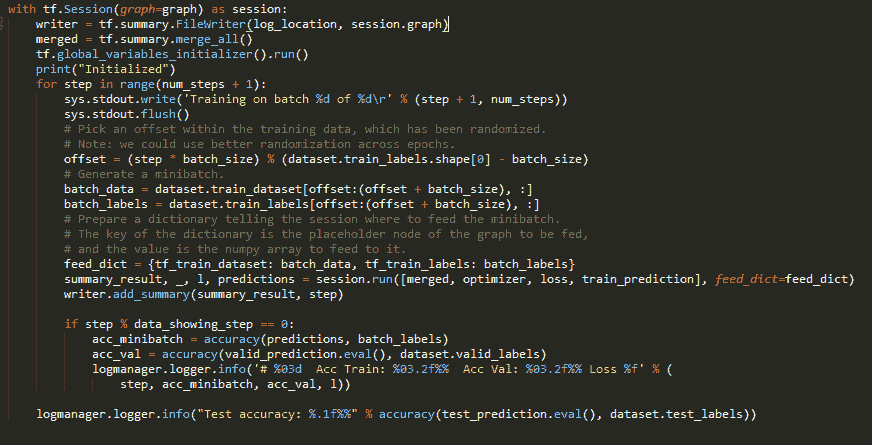 with tf.Session(graph=graph) as session:
    writer = tf.summary.FileWriter(log_location, session.graph)
    merged = tf.summary.merge_all()
    tf.global_variables_initializer().run()
    print("Initialized")
    for step in range(num_steps + 1):
        sys.stdout.write('Training on batch %d of %d\r' % (step + 1, num_steps))
        sys.stdout.flush()
        # Pick an offset within the training data, which has been randomized.
        # Note: we could use better randomization across epochs.
        offset = (step * batch_size) % (dataset.train_labels.shape[0] - batch_size)
        # Generate a minibatch.
        batch_data = dataset.train_dataset[offset:(offset + batch_size), :]
        batch_labels = dataset.train_labels[offset:(offset + batch_size), :]
        # Prepare a dictionary telling the session where to feed the minibatch.
        # The key of the dictionary is the placeholder node of the graph to be fed,
        # and the value is the numpy array to feed to it.
        feed_dict = {tf_train_dataset: batch_data, tf_train_labels: batch_labels}
        summary_result, _, l, predictions = session.run([merged, optimizer, loss, train_prediction], feed_dict=feed_dict)
        writer.add_summary(summary_result, step)

        if step % data_showing_step == 0:
            acc_minibatch = accuracy(predictions, batch_labels)
            acc_val = accuracy(valid_prediction.eval(), dataset.valid_labels)
            logmanager.logger.info('# %03d  Acc Train: %03.2f%%  Acc Val: %03.2f%% Loss %f' % (
                step, acc_minibatch, acc_val, l))

    logmanager.logger.info("Test accuracy: %.1f%%" % accuracy(test_prediction.eval(), dataset.test_labels))